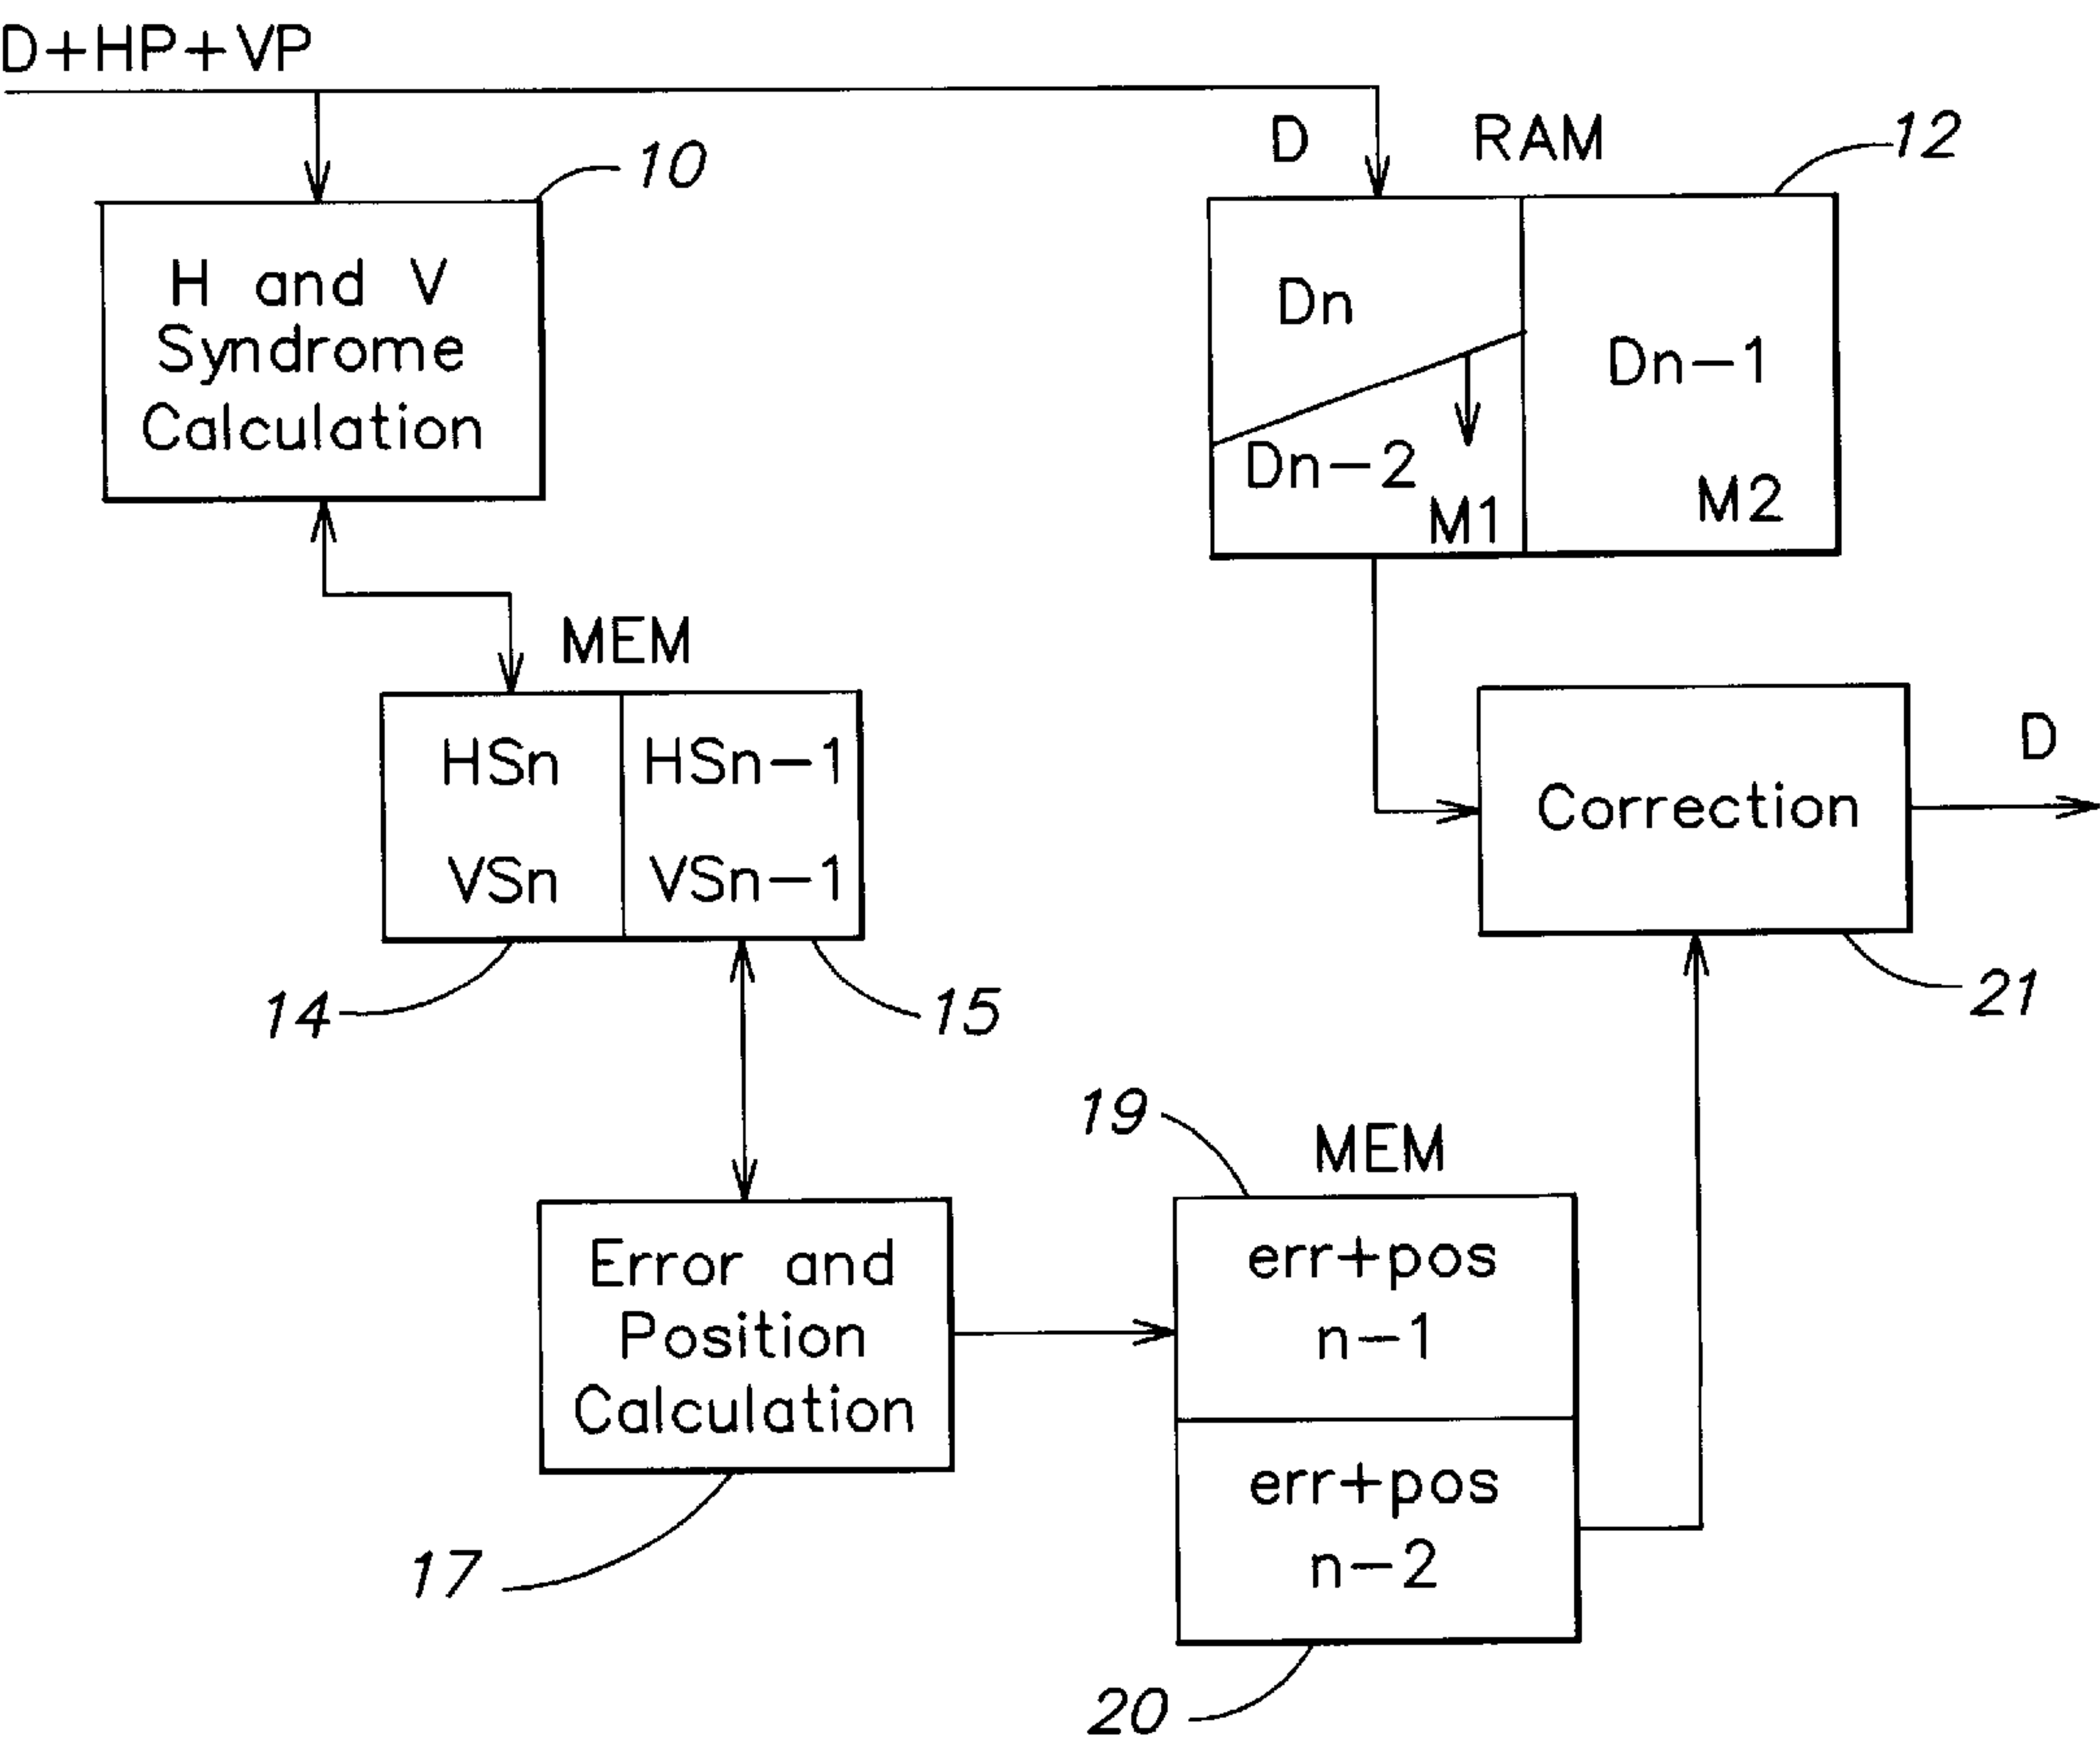 D+HP+VP
D
RAM
12
10
H and V
Syndrome
Calculation
Dn
Dn-1
Dn-2
M1
M2
MEM
HSn
HSn-1
VSn
VSn-1
14
15
Correction
D
21
19
MEM
Error and
Position
Calculation
17
err+pos
n-1
err+pos
n-2
20